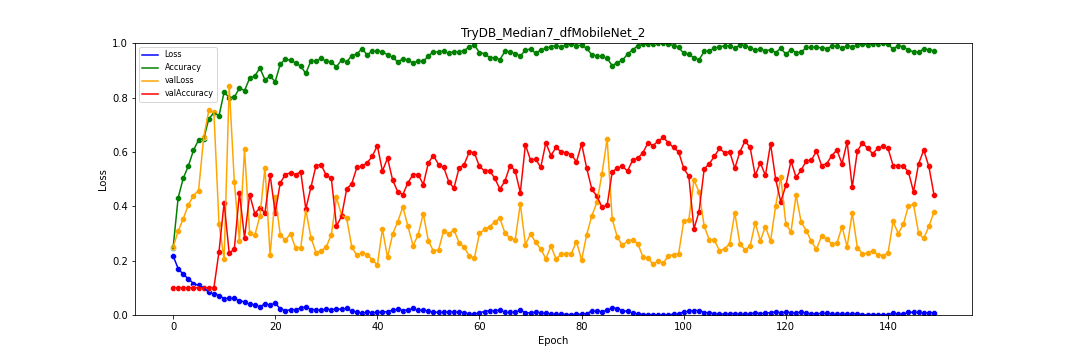 TryDB_Median7_dfMobileNet_2
Loss
Accuracy
valLoss
valAccuracy
1.0
0.8
0.6
0.4
0.2
0.0
Loss
0 20 40 60 80 100 120 140
Epoch